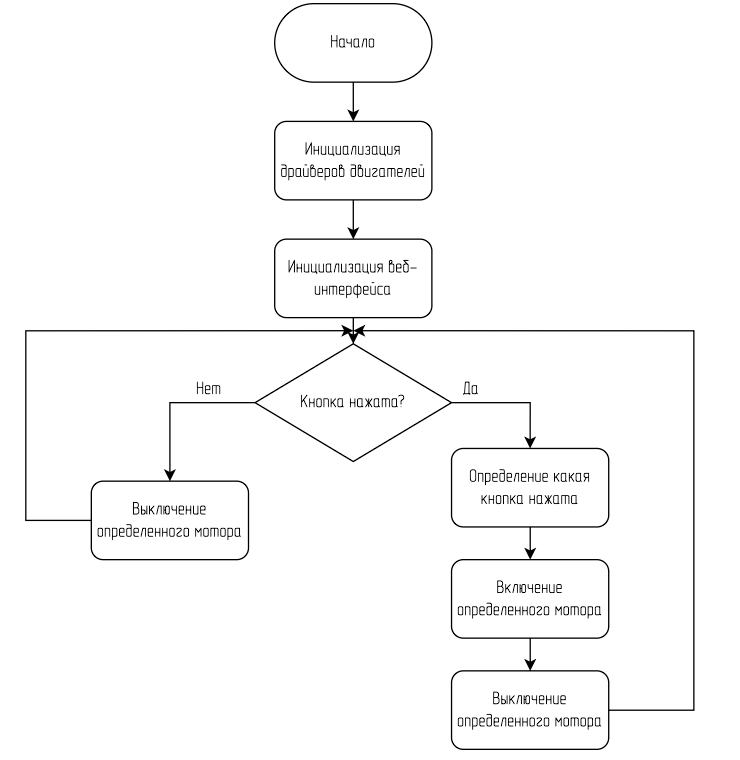 Начало
Инициализация
драйверов двигателей
Инициализация веб-
интерфейса
Нет
Да
Кнопка нажата?
Определение какая
кнопка нажата
Выключение
определенного мотора
Включение
определенного мотора
Выключение
определенного мотора